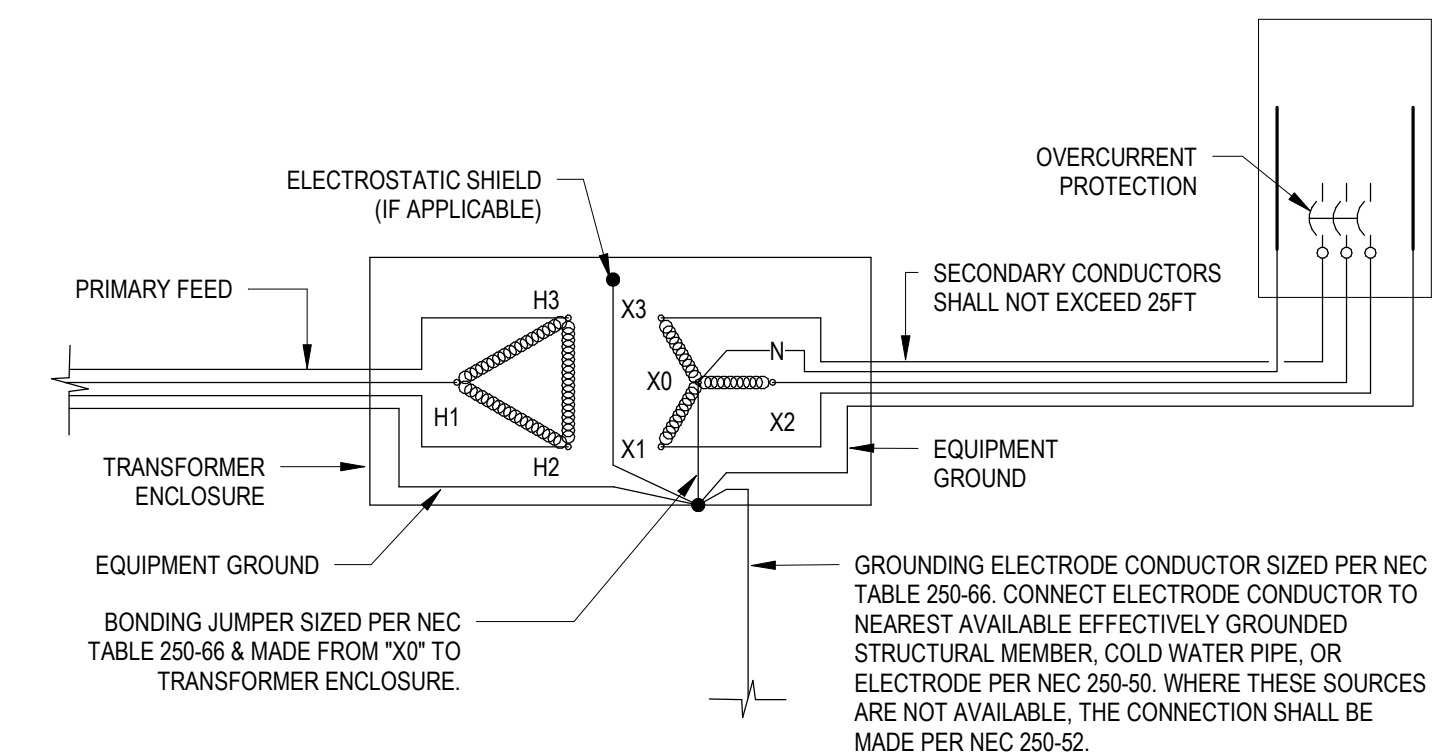 OVERCURRENT
PROTECTION
ELECTROSTATIC SHIELD
(IF APPLICABLE)
PRIMARY FEED
SECONDARY CONDUCTORS
SHALL NOT EXCEED 25FT
H3
X3
N
X0
H1
X2
H2
X1
TRANSFORMER
ENCLOSURE
EQUIPMENT
GROUND
EQUIPMENT GROUND
BONDING JUMPER SIZED PER NEC
TABLE 250-66 & MADE FROM "X0" TO
TRANSFORMER ENCLOSURE.
GROUNDING ELECTRODE CONDUCTOR SIZED PER NEC
TABLE 250-66. CONNECT ELECTRODE CONDUCTOR TO
NEAREST AVAILABLE EFFECTIVELY GROUNDED
STRUCTURAL MEMBER, COLD WATER PIPE, OR
ELECTRODE PER NEC 250-50. WHERE THESE SOURCES
ARE NOT AVAILABLE, THE CONNECTION SHALL BE
MADE PER NEC 250-52.